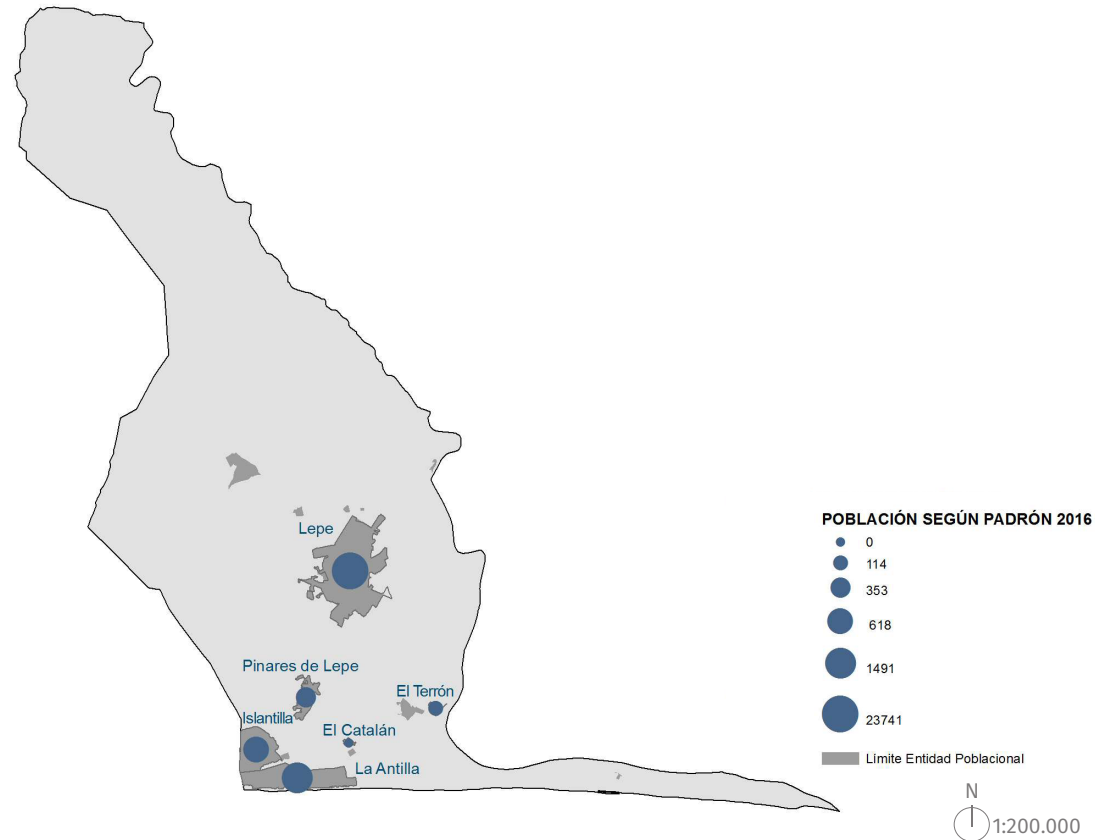 Lepe
Pinares de Lepe
El Terrón
Islantilla
El Catalán
La Antilla
POBLACIÓN SEGÚN PADRÓN 2016
0
114
353
618
1491
23741
Límite Entidad Poblacional
N
1:200.000